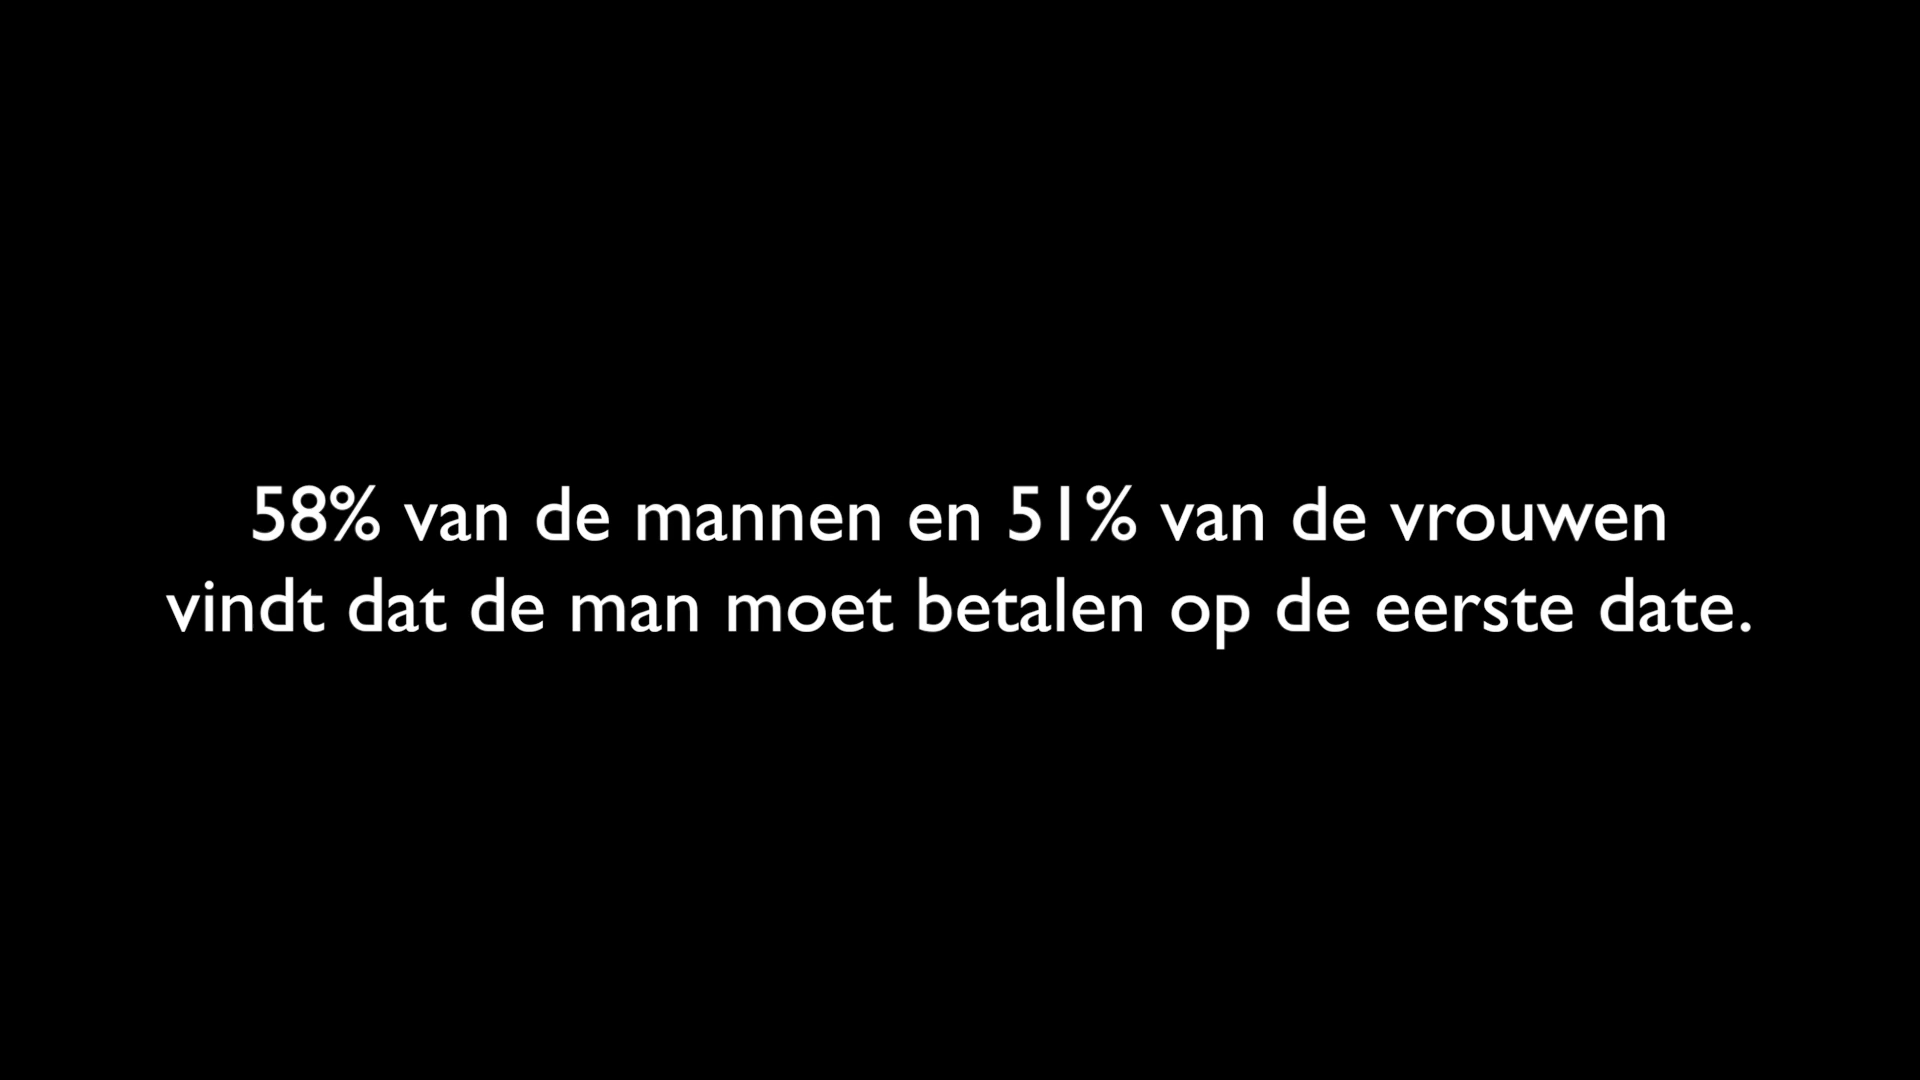 58% van de mannen en 51% van de vrouwen
vindt dat de man moet betalen op de eerste date.